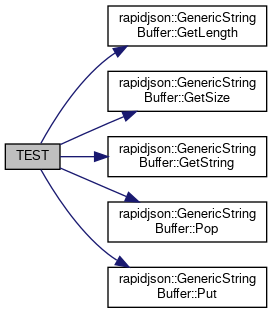 rapidjson::GenericString
Buffer::GetLength
rapidjson::GenericString
Buffer::GetSize
TEST
rapidjson::GenericString
Buffer::GetString
rapidjson::GenericString
Buffer::Pop
rapidjson::GenericString
Buffer::Put